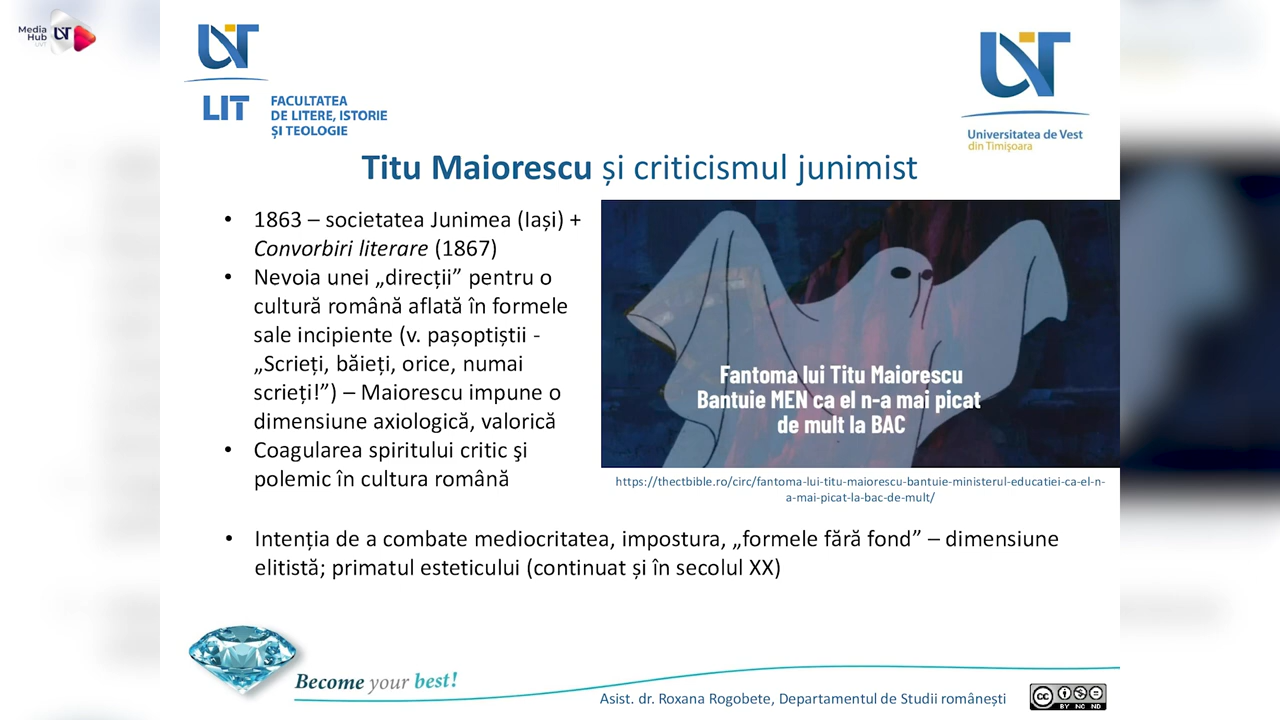 Media
Hub
UVT
LIT
FACULTATEA
DE LITERE, ISTORIE
ȘI TEOLOGIE
Universitatea de Vest
din Timișoara
Titu Maiorescu și criticismul junimist
• 1863 – societatea Junimea (Iași) +
Convorbiri literare (1867)
• Nevoia unei „direcții” pentru o
cultură română aflată în formele
sale incipiente (v. pașoptiștii -
„Scrieți, băieți, orice, numai
scrieți!”) – Maiorescu impune o
dimensiune axiologică, valorică
• Coagularea spiritului critic şi
polemic în cultura română
Fantoma lui Titu Maiorescu
Bantuie MEN ca el n-a mai picat
de mult la BAC
https://thectbible.ro/circ/fantoma-lui-titu-maiorescu-bantuie-ministerul-educatiei-ca-el-n-
a-mai-picat-la-bac-de-mult/
• Intenția de a combate mediocritatea, impostura, „formele fără fond” – dimensiune
elitistă; primatul esteticului (continuat și în secolul XX)
Become your best!
Asist. dr. Roxana Rogobete, Departamentul de Studii românești
CC BY NC ND